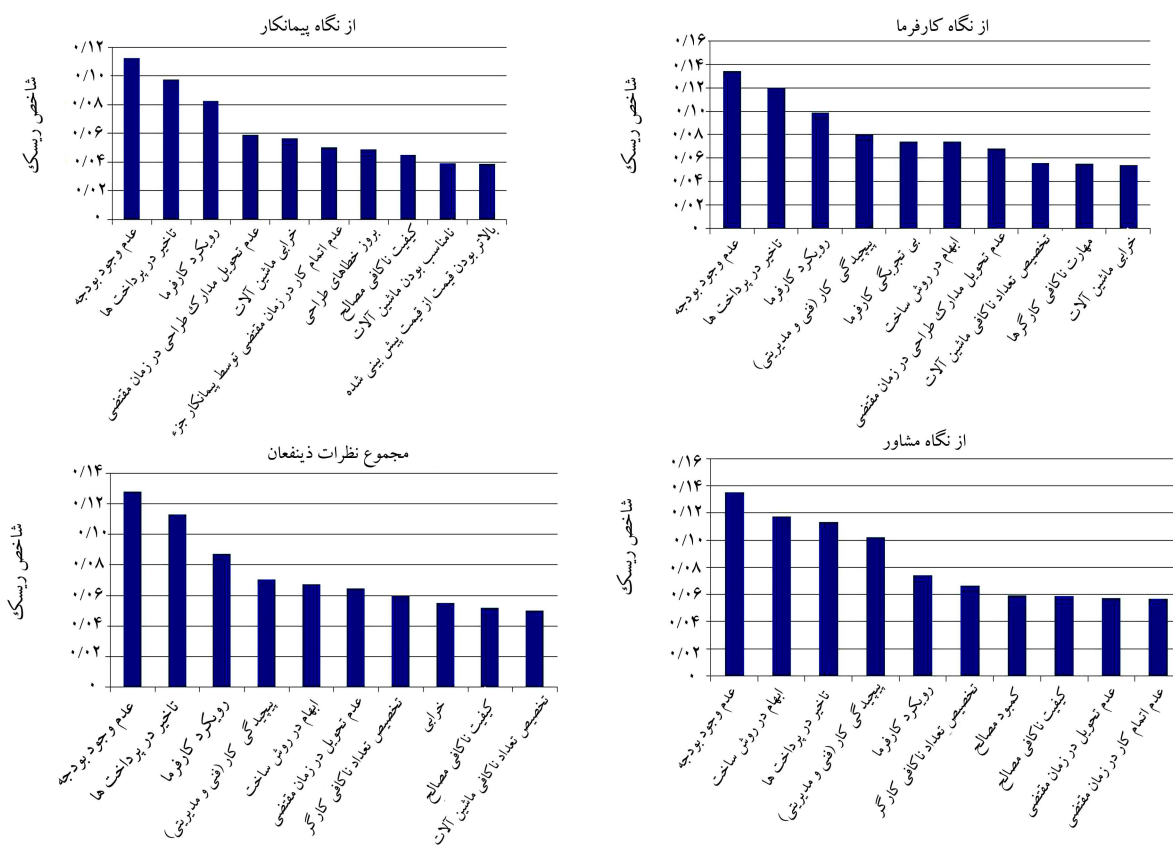 از نگاه پیمانکار
شاخص ریسک
۰/۱۲
۰/۱۰
۰/۰۸
۰/۰۶
۰/۰۴
۰/۰۲
۰
عدم وجود بودجه
تاخیر در پرداخت ها
رویکرد کارفرما
عدم تحویل مدارک طراحی در زمان مقتضی
خرابی ماشین آلات
عدم اتمام کار در زمان مقتضی توسط پیمانکار جزء
بروز خطاهای طراحی
کیفیت ناکافی مصالح
نامناسب بودن ماشین آلات
بالاتر بودن قیمت از قیمت پیش بینی شده
از نگاه کارفرما
شاخص ریسک
۰/۱۶
۰/۱۴
۰/۱۲
۰/۱۰
۰/۰۸
۰/۰۶
۰/۰۴
۰/۰۲
۰
عدم وجود بودجه
تاخیر در پرداخت ها
رویکرد کارفرما
پیچیدگی کار (فنی و مدیریتی)
بی تجربگی کارفرما
ابهام در روش ساخت
عدم تحویل مدارک طراحی در زمان مقتضی
تخصیص تعداد ناکافی ماشین آلات
مهارت ناکافی کارگرها
خرابی ماشین آلات
مجموع نظرات ذینفعان
شاخص ریسک
۰/۱۴
۰/۱۲
۰/۱۰
۰/۰۸
۰/۰۶
۰/۰۴
۰/۰۲
۰
عدم وجود بودجه
تاخیر در پرداخت ها
رویکرد کارفرما
پیچیدگی کار (فنی و مدیریتی)
ابهام در روش ساخت
عدم تحویل در زمان مقتضی
تخصیص تعداد ناکافی کارگر
خرابی
کیفیت ناکافی مصالح
تخصیص تعداد ناکافی ماشین آلات
از نگاه مشاور
شاخص ریسک
۰/۱۶
۰/۱۴
۰/۱۲
۰/۱۰
۰/۰۸
۰/۰۶
۰/۰۴
۰/۰۲
۰
عدم وجود بودجه
ابهام در روش ساخت
تاخیر در پرداخت ها
پیچیدگی کار (فنی و مدیریتی)
رویکرد کارفرما
تخصیص تعداد ناکافی کارگر
کمبود مصالح
کیفیت ناکافی مصالح
عدم تحویل در زمان مقتضی
عدم اتمام کار در زمان مقتضی